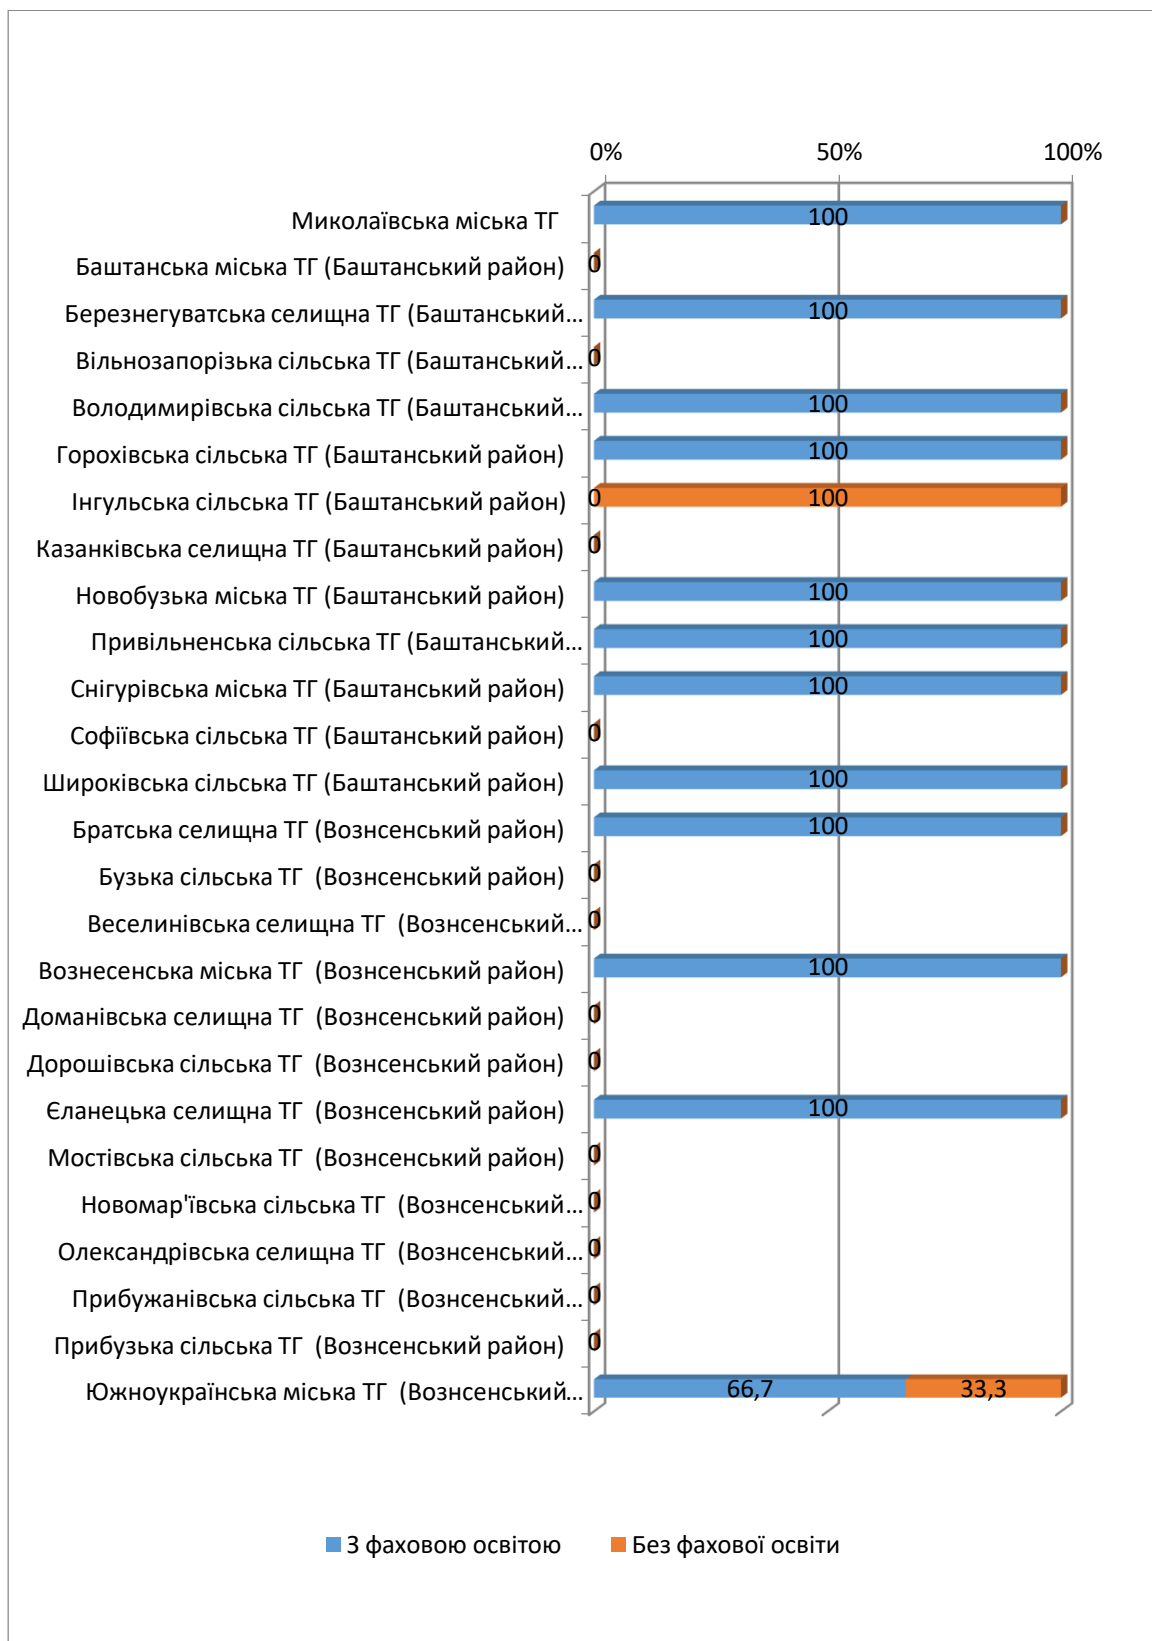 0% 50% 100%
Миколаївська міська ТГ 100
Баштанська міська ТГ (Баштанський район) 0
Березнегуватська селищна ТГ (Баштанський... 100
Вільнозапорізька сільська ТГ (Баштанський... 0
Володимирівська сільська ТГ (Баштанський... 100
Горохівська сільська ТГ (Баштанський район) 100
Інгульська сільська ТГ (Баштанський район) 0 100
Казанківська селищна ТГ (Баштанський район) 0
Новобузька міська ТГ (Баштанський район) 100
Привільненська сільська ТГ (Баштанський... 100
Снігурівська міська ТГ (Баштанський район) 100
Софіївська сільська ТГ (Баштанський район) 0
Широківська сільська ТГ (Баштанський район) 100
Братська селищна ТГ (Вознсенський район) 100
Бузька сільська ТГ (Вознсенський район) 0
Веселинівська селищна ТГ (Вознсенський... 0
Вознесенська міська ТГ (Вознсенський район) 100
Доманівська селищна ТГ (Вознсенський район) 0
Дорошівська сільська ТГ (Вознсенський район) 0
Єланецька селищна ТГ (Вознсенський район) 100
Мостівська сільська ТГ (Вознсенський район) 0
Новомар'ївська сільська ТГ (Вознсенський... 0
Олександрівська селищна ТГ (Вознсенський... 0
Прибужанівська сільська ТГ (Вознсенський... 0
Прибузька сільська ТГ (Вознсенський район) 0
Южноукраїнська міська ТГ (Вознсенський... 66,7 33,3
З фаховою освітою Без фахової освіти